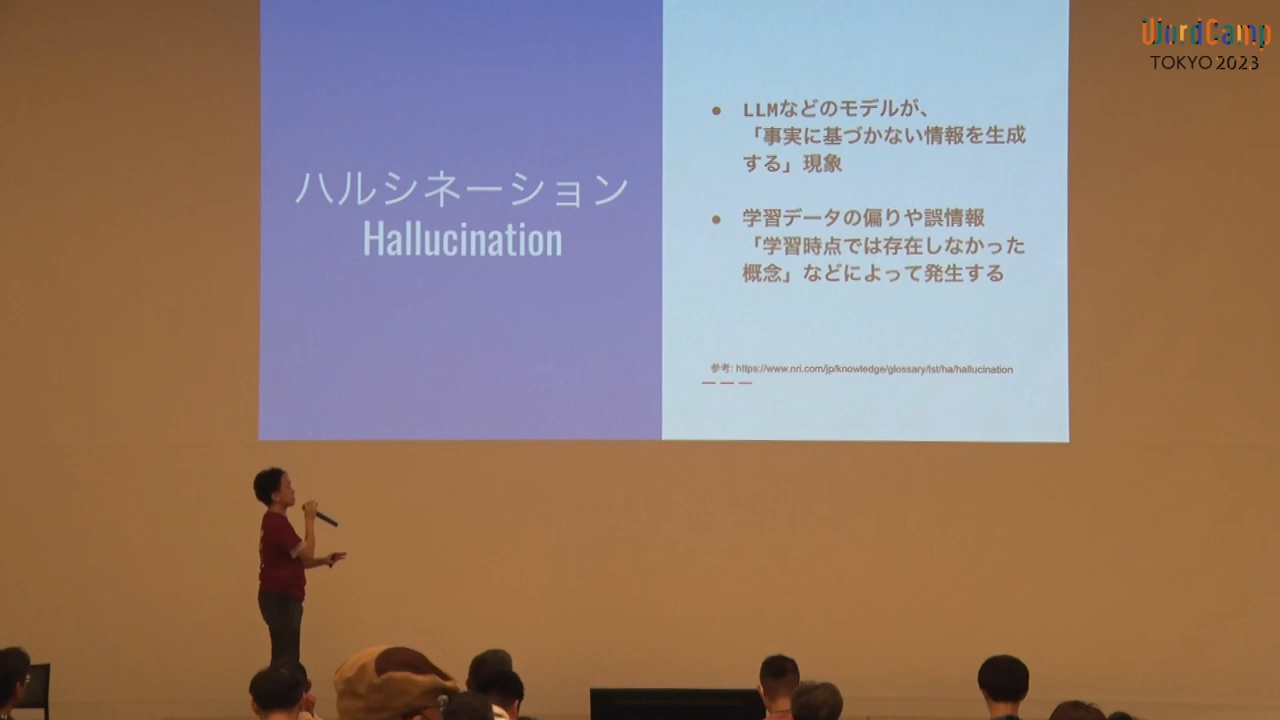 WordCamp
TOKYO 2023
ハルシネーション
Hallucination
● LLMなどのモデルが、
「事実に基づかない情報を生成
する」現象
● 学習データの偏りや誤情報
「学習時点では存在しなかった
概念」などによって発生する
参考: https://www.nri.com/jp/knowledge/glossary/lst/ha/hallucination